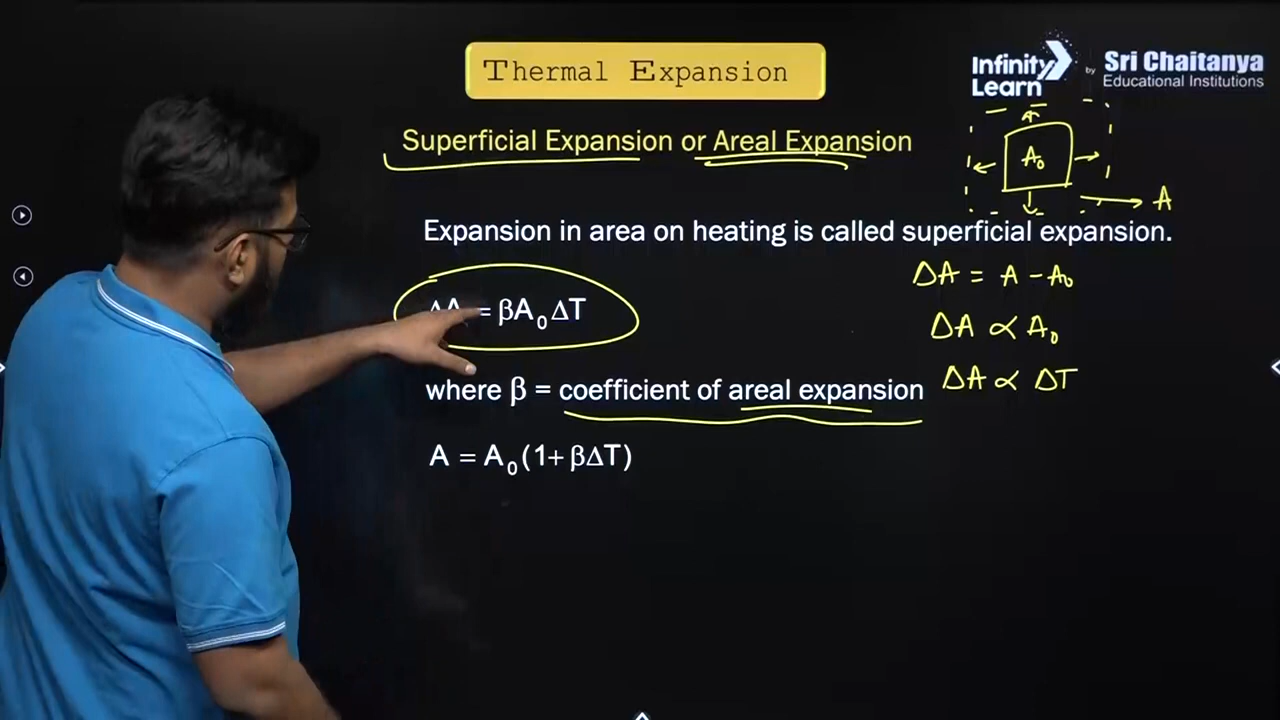 Thermal Expansion
Infinity Learn by Sri Chaitanya Educational Institutions
Superficial Expansion or Areal Expansion
A₀
A
Expansion in area on heating is called superficial expansion.
ΔA = A - A₀
= βA₀ΔT
ΔA ∝ A₀
ΔA ∝ ΔT
where β = coefficient of areal expansion
A = A₀(1+ βΔT)